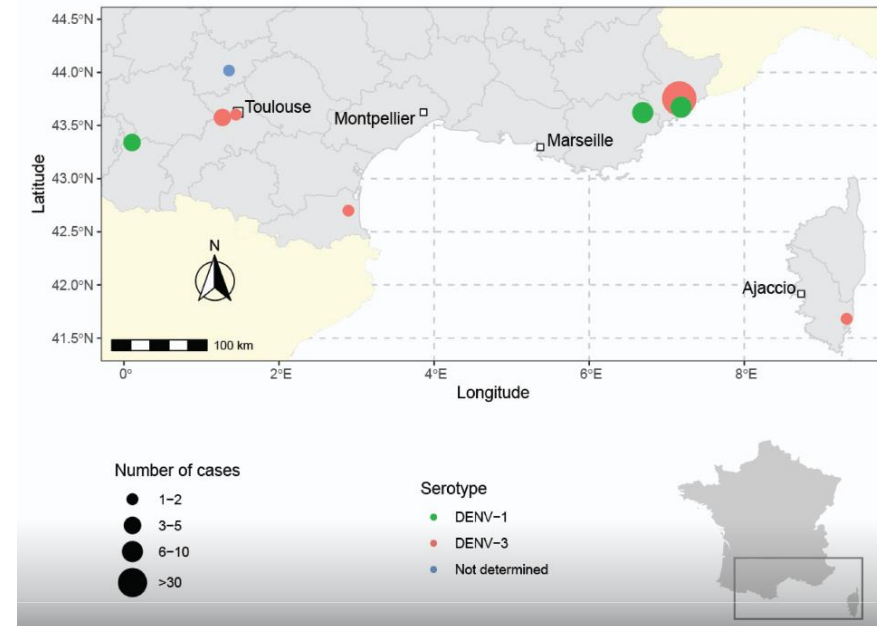 44.5°N
44.0°N
43.5°N
43.0°N
42.5°N
42.0°N
41.5°N
Latitude
Toulouse
Montpellier
Marseille
Ajaccio
N
100 km
0°
2°E
4°E
6°E
8°E
Longitude
Number of cases
1–2
3–5
6–10
>30
Serotype
DENV–1
DENV–3
Not determined